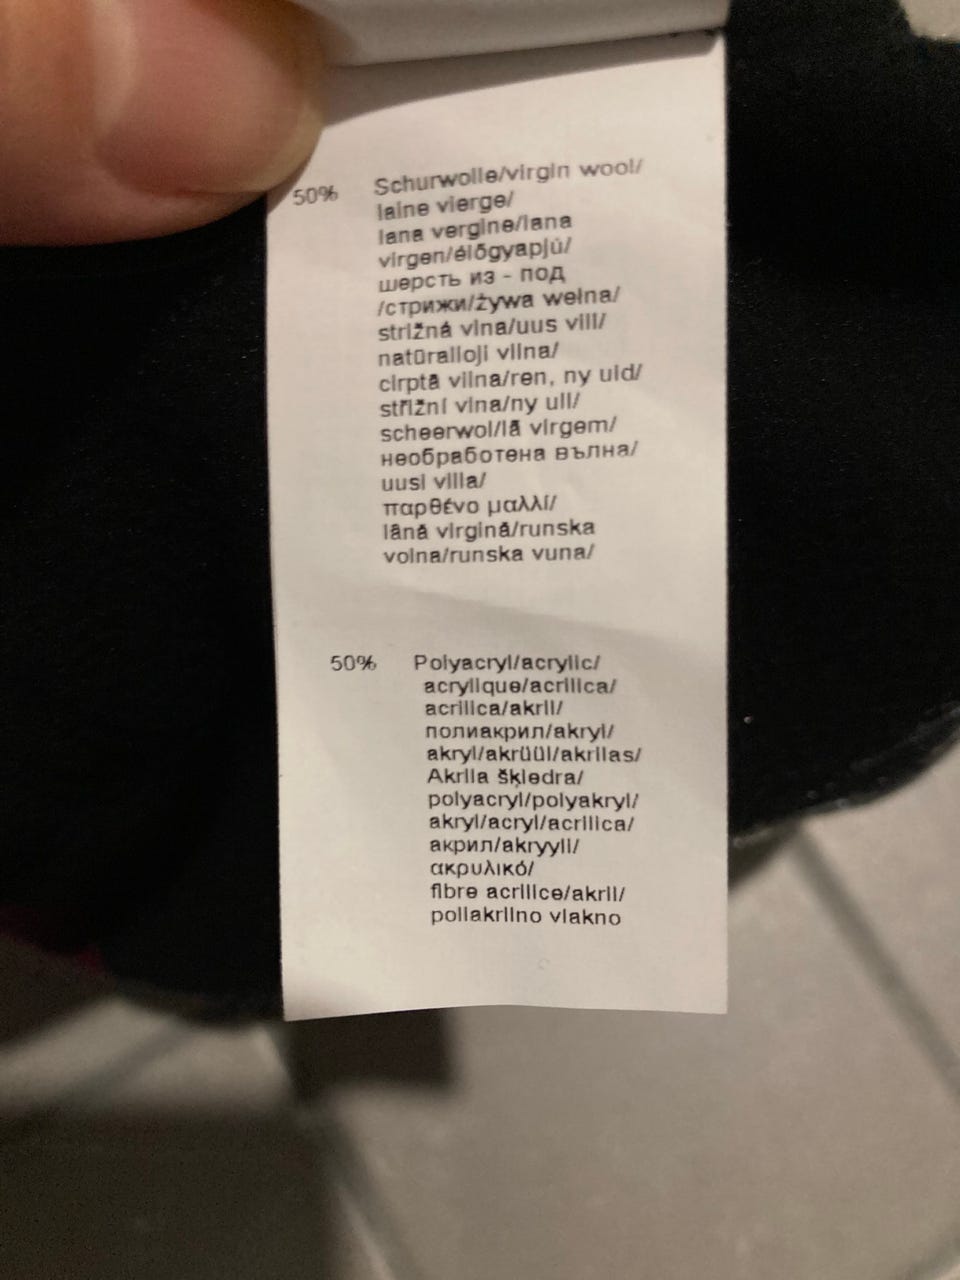 50% Schurwolle/virgin wool/
laine vierge/
lana vergine/lana
virgen/élőgyapjú/
шерсть из - под
/стрижки/żywa wełna/
strižná vlna/uus vill/
natūralioji vilna/
cirptā vilna/ren, ny uld/
střižní vlna/ny ull/
scheerwol/lã virgem/
необработена вълна/
uusi villa/
παρθένο μαλλί/
lână virgină/runska
volna/runska vuna/
50% Polyacryl/acrylic/
acrylique/acrilica/
acrilica/akril/
полиакрил/akryl/
akryl/akrüül/akrilas/
Akrila šķiedra/
polyacryl/polyakryl/
akryl/acryl/acrilica/
акрил/akryyli/
ακρυλικό/
fibre acrilice/akril/
poliakrilno vlakno